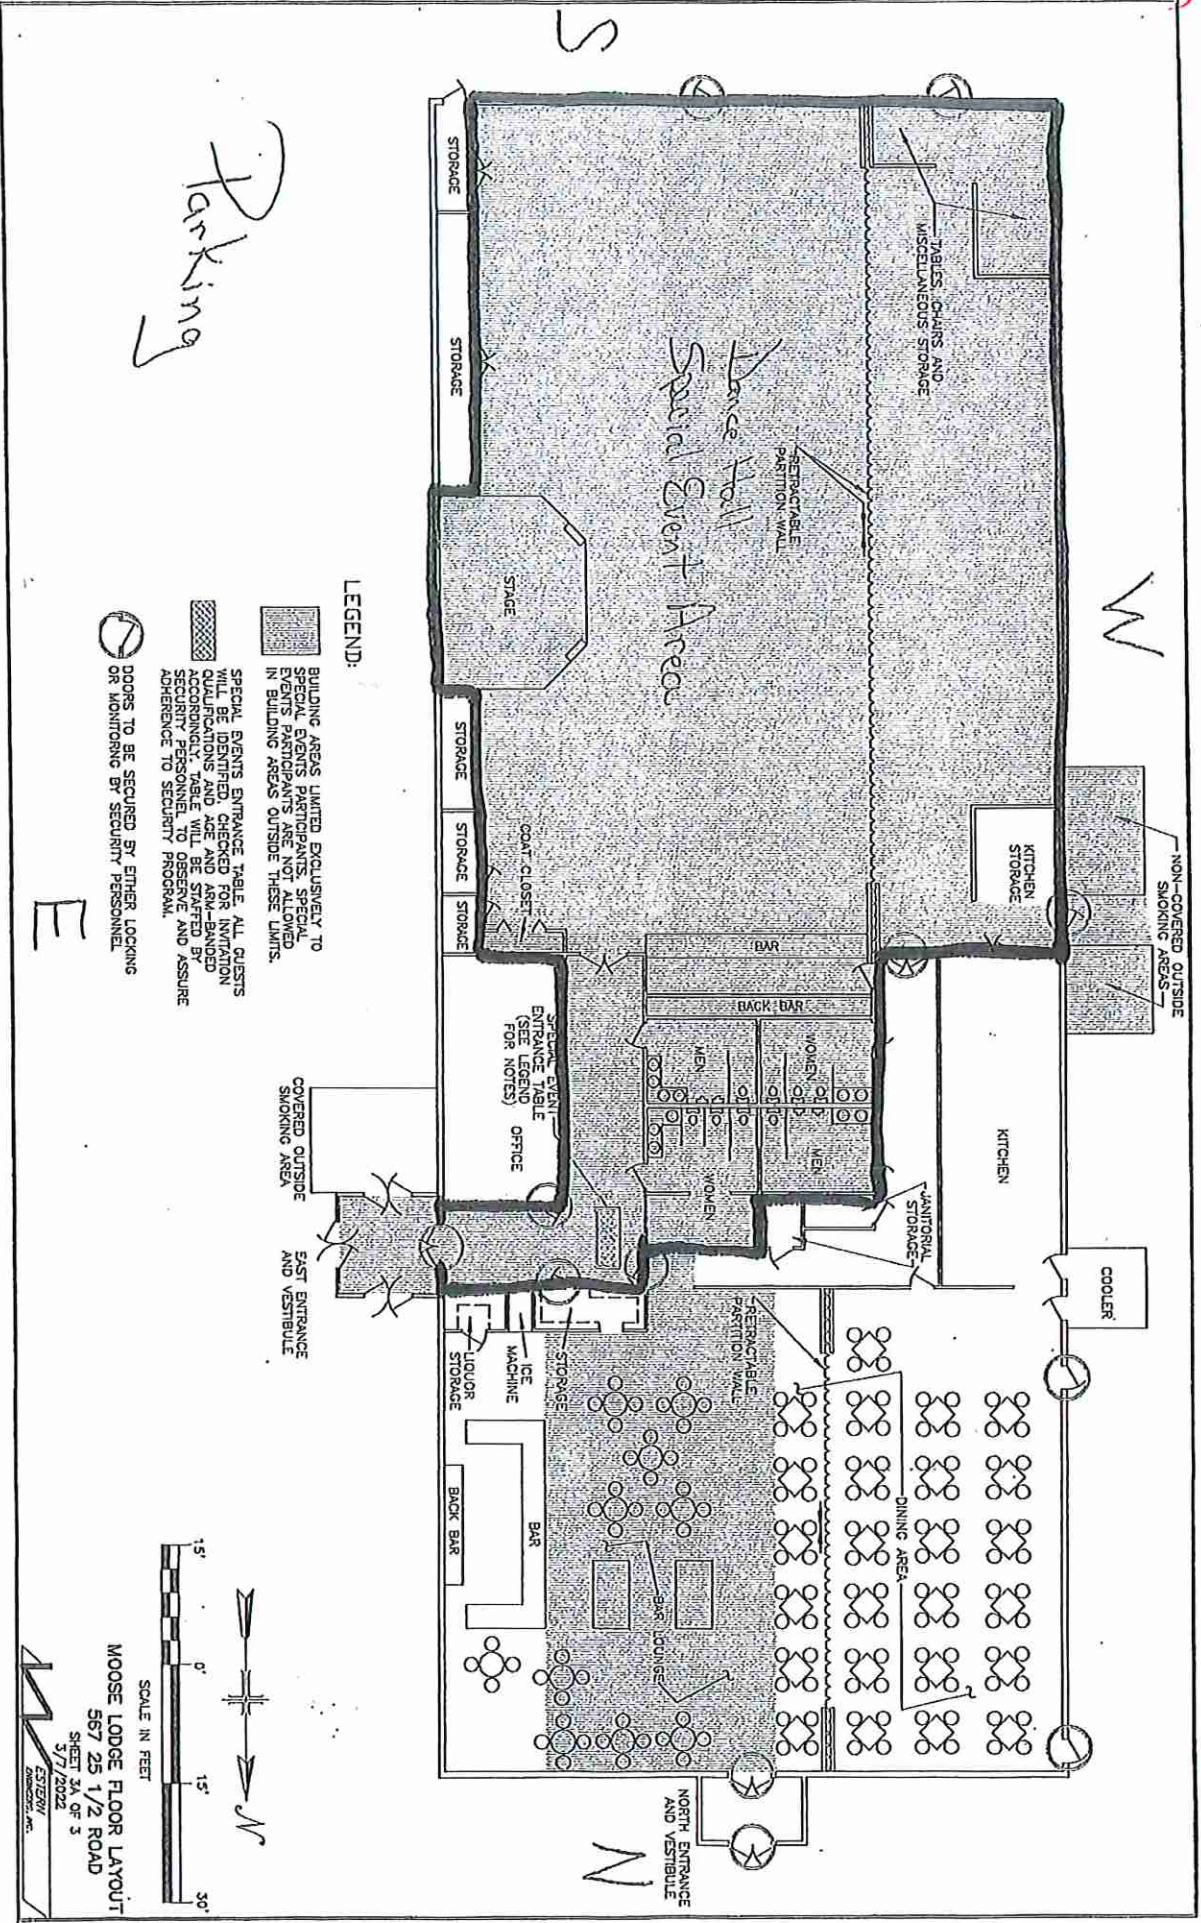 S
W
E
N
Parking
Dance Hall
Special Event Area
TABLES, CHAIRS AND
MISCELLANEOUS STORAGE
RETRACTABLE
PARTITION WALL
STORAGE
STORAGE
STAGE
STORAGE
STORAGE
STORAGE
COAT CLOSET
KITCHEN
STORAGE
NON-COVERED OUTSIDE
SMOKING AREAS
BAR
BACK BAR
MEN
WOMEN
WOMEN
MEN
SPECIAL EVENT
ENTRANCE TABLE
(SEE LEGEND
FOR NOTES)
OFFICE
KITCHEN
JANITORIAL
STORAGE
COOLER
COVERED OUTSIDE
SMOKING AREA
EAST ENTRANCE
AND VESTIBULE
LIQUOR
STORAGE
ICE
MACHINE
STORAGE
RETRACTABLE
PARTITION WALL
DINING AREA
BAR LOUNGE
BAR
BACK BAR
NORTH ENTRANCE
AND VESTIBULE
LEGEND:
BUILDING AREAS LIMITED EXCLUSIVELY TO
SPECIAL EVENTS PARTICIPANTS. SPECIAL
EVENTS PARTICIPANTS ARE NOT ALLOWED
IN BUILDING AREAS OUTSIDE THESE LIMITS.
SPECIAL EVENTS ENTRANCE TABLE. ALL GUESTS
WILL BE IDENTIFIED, CHECKED FOR INVITATION
QUALIFICATIONS AND AGE AND ARM-BANDED
ACCORDINGLY. TABLE WILL BE STAFFED BY
SECURITY PERSONNEL TO OBSERVE AND ASSURE
ADHERENCE TO SECURITY PROGRAM.
DOORS TO BE SECURED BY EITHER LOCKING
OR MONITORING BY SECURITY PERSONNEL
N
15' 0' 15' 30'
SCALE IN FEET
MOOSE LODGE FLOOR LAYOUT
567 25 1/2 ROAD
SHEET 3A OF 3
3/7/2022
ESTERN